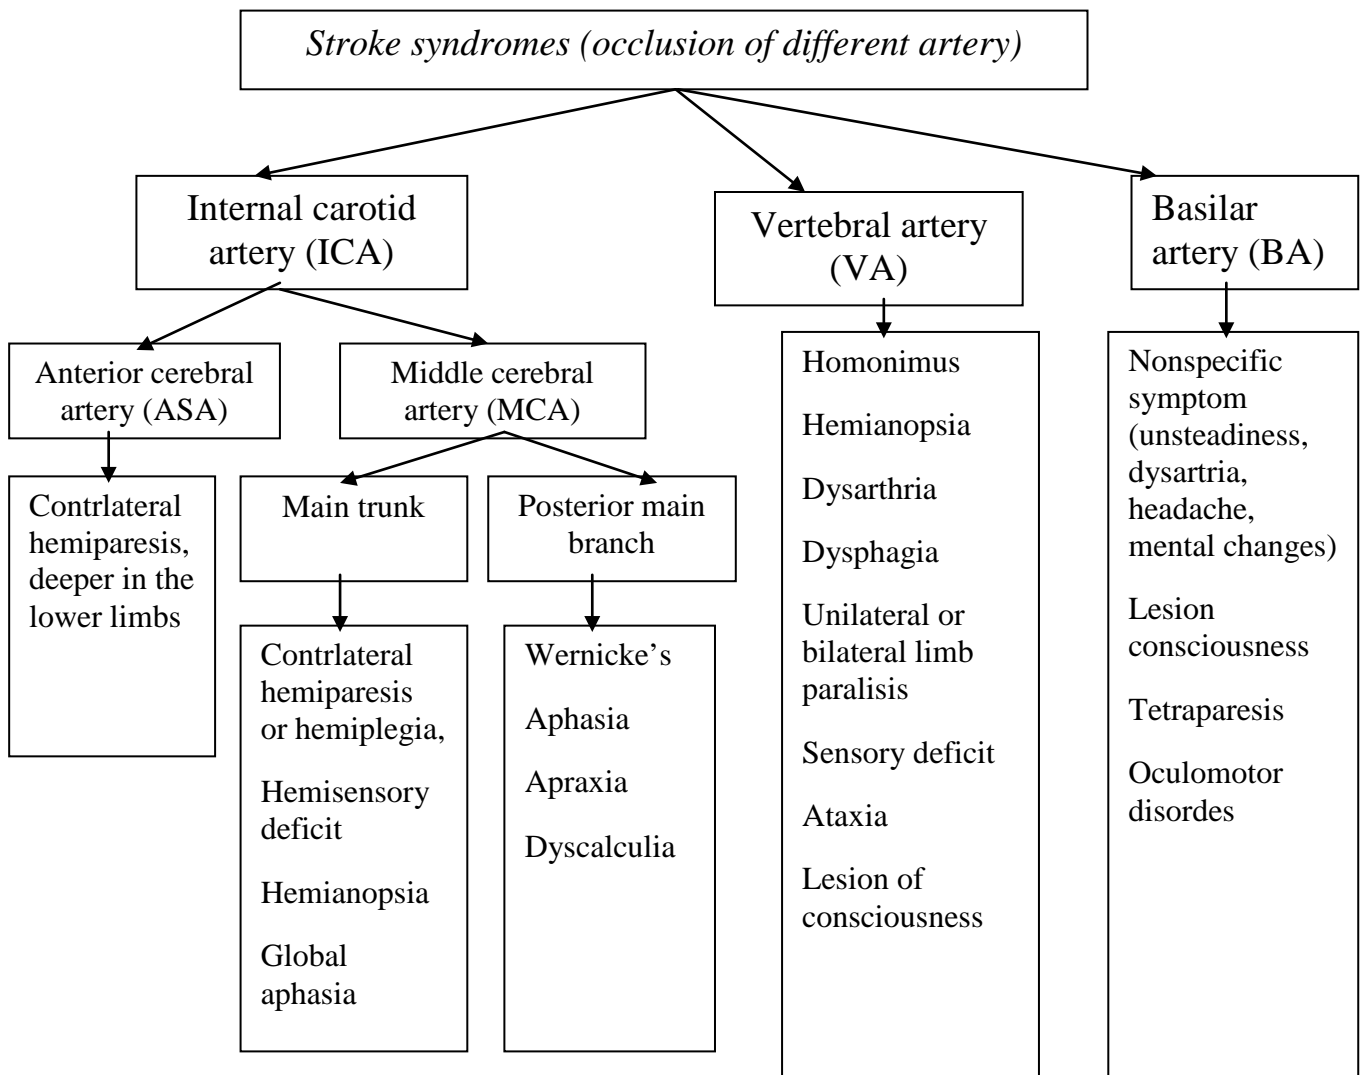 Stroke syndromes (occlusion of different artery)
Internal carotid
artery (ICA)
Vertebral artery
(VA)
Basilar
artery (BA)
Anterior cerebral
artery (ASA)
Middle cerebral
artery (MCA)
Contrlateral
hemiparesis,
deeper in the
lower limbs
Main trunk
Posterior main
branch
Contrlateral
hemiparesis
or hemiplegia,
Hemisensory
deficit
Hemianopsia
Global
aphasia
Wernicke’s
Aphasia
Apraxia
Dyscalculia
Homonimus
Hemianopsia
Dysarthria
Dysphagia
Unilateral or
bilateral limb
paralisis
Sensory deficit
Ataxia
Lesion of
consciousness
Nonspecific
symptom
(unsteadiness,
dysartria,
headache,
mental changes)
Lesion
consciousness
Tetraparesis
Oculomotor
disordes